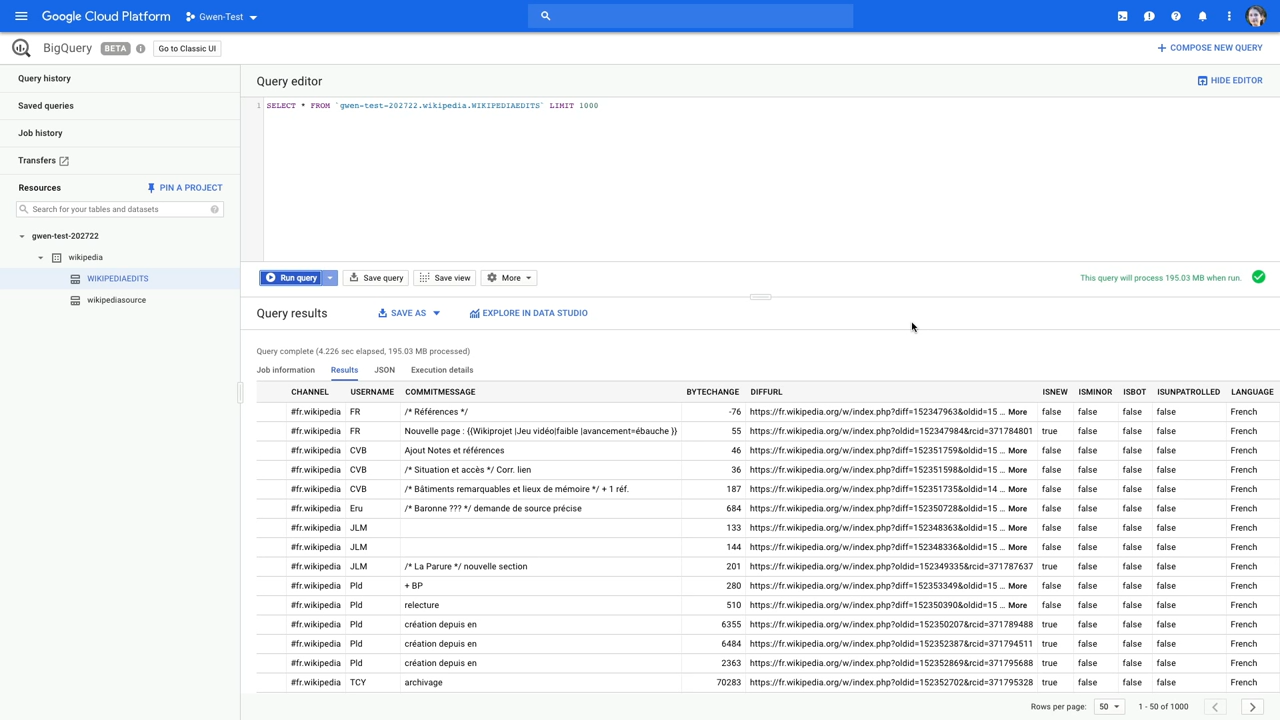 Google Cloud Platform Gwen-Test
BigQuery BETA Go to Classic UI COMPOSE NEW QUERY
Query history
Saved queries
Job history
Transfers
Resources PIN A PROJECT
Search for your tables and datasets
gwen-test-202722
wikipedia
WIKIPEDIAEDITS
wikipediasource
Query editor HIDE EDITOR
1 SELECT * FROM `gwen-test-202722.wikipedia.WIKIPEDIAEDITS` LIMIT 1000
Run query Save query Save view More This query will process 195.03 MB when run.
Query results SAVE AS EXPLORE IN DATA STUDIO
Query complete (4.226 sec elapsed, 195.03 MB processed)
Job information Results JSON Execution details
CHANNEL USERNAME COMMITMESSAGE BYTECHANGE DIFFURL ISNEW ISMINOR ISBOT ISUNPATROLLED LANGUAGE
#fr.wikipedia FR /* Références */ -76 https://fr.wikipedia.org/w/index.php?diff=152347963&oldid=15 ... More false false false false French
#fr.wikipedia FR Nouvelle page : {{Wikiprojet |Jeu vidéo|faible |avancement=ébauche }} 55 https://fr.wikipedia.org/w/index.php?oldid=152347984&rcid=371784801 true false false false French
#fr.wikipedia CVB Ajout Notes et références 46 https://fr.wikipedia.org/w/index.php?diff=152351759&oldid=15 ... More false false false false French
#fr.wikipedia CVB /* Situation et accès */ Corr. lien 36 https://fr.wikipedia.org/w/index.php?diff=152351598&oldid=15 ... More false false false false French
#fr.wikipedia CVB /* Bâtiments remarquables et lieux de mémoire */ + 1 réf. 187 https://fr.wikipedia.org/w/index.php?diff=152351735&oldid=14 ... More false false false false French
#fr.wikipedia Eru /* Baronne ??? */ demande de source précise 684 https://fr.wikipedia.org/w/index.php?diff=152350728&oldid=15 ... More false false false false French
#fr.wikipedia JLM 133 https://fr.wikipedia.org/w/index.php?diff=152348363&oldid=15 ... More false false false false French
#fr.wikipedia JLM 144 https://fr.wikipedia.org/w/index.php?diff=152348336&oldid=15 ... More false false false false French
#fr.wikipedia JLM /* La Parure */ nouvelle section 201 https://fr.wikipedia.org/w/index.php?oldid=152349335&rcid=371787637 true false false false French
#fr.wikipedia Pld + BP 280 https://fr.wikipedia.org/w/index.php?diff=152353349&oldid=15 ... More false false false false French
#fr.wikipedia Pld relecture 510 https://fr.wikipedia.org/w/index.php?diff=152350390&oldid=15 ... More false false false false French
#fr.wikipedia Pld création depuis en 6355 https://fr.wikipedia.org/w/index.php?oldid=152350207&rcid=371789488 true false false false French
#fr.wikipedia Pld création depuis en 6484 https://fr.wikipedia.org/w/index.php?oldid=152352387&rcid=371794511 true false false false French
#fr.wikipedia Pld création depuis en 2363 https://fr.wikipedia.org/w/index.php?oldid=152352869&rcid=371795688 true false false false French
#fr.wikipedia TCY archivage 70283 https://fr.wikipedia.org/w/index.php?oldid=152352702&rcid=371795328 true false false false French
Rows per page: 50 1 - 50 of 1000